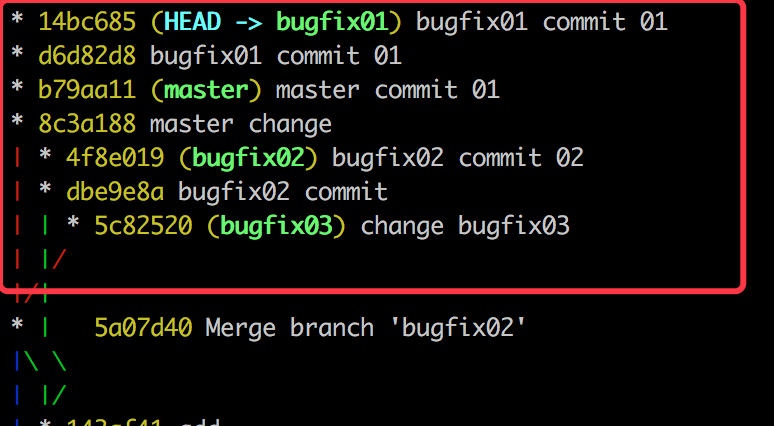 * 14bc685 (HEAD -> bugfix01) bugfix01 commit 01
* d6d82d8 bugfix01 commit 01
* b79aa11 (master) master commit 01
* 8c3a188 master change
| * 4f8e019 (bugfix02) bugfix02 commit 02
| * dbe9e8a bugfix02 commit
| | * 5c82520 (bugfix03) change bugfix03
| |/
|/|
* |   5a07d40 Merge branch 'bugfix02'
|\ \
| |/